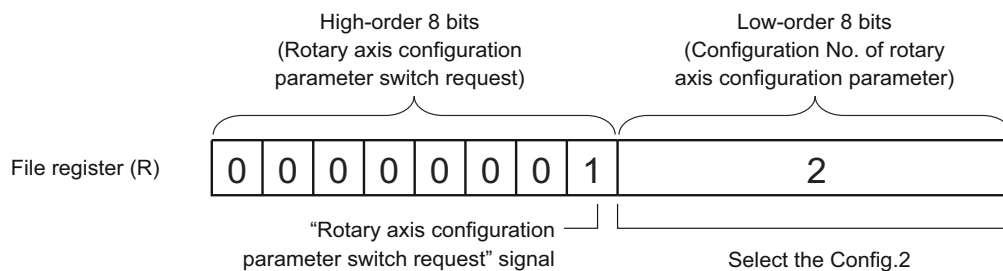 High-order 8 bits
(Rotary axis configuration
parameter switch request)
Low-order 8 bits
(Configuration No. of rotary
axis configuration parameter)
File register (R)
0 0 0 0 0 0 0 1 2
“Rotary axis configuration
parameter switch request” signal
Select the Config.2